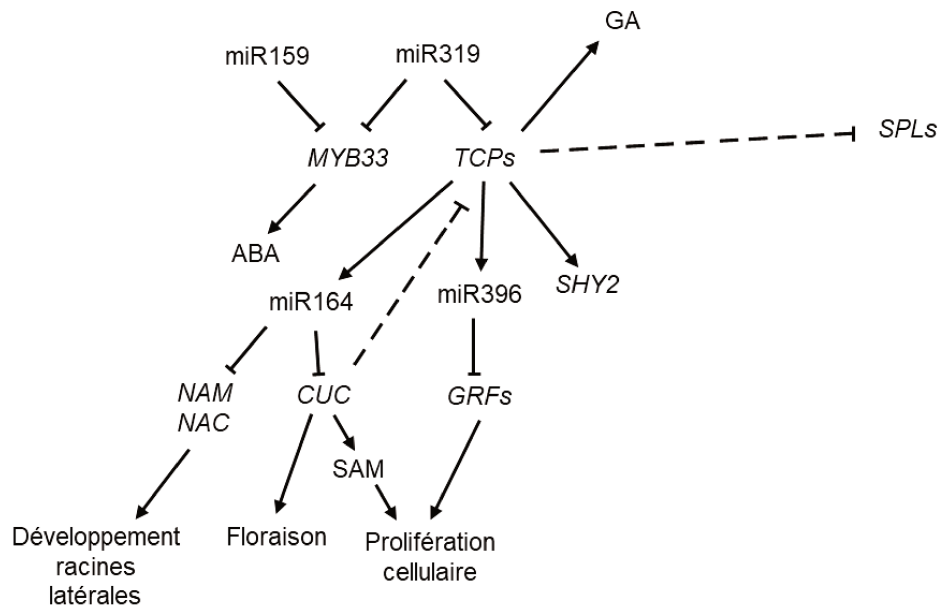 GA
miR159
miR319
SPLs
MYB33
TCPs
ABA
miR164
miR396
SHY2
NAM
NAC
CUC
GRFs
SAM
Développement
racines
latérales
Floraison
Prolifération
cellulaire